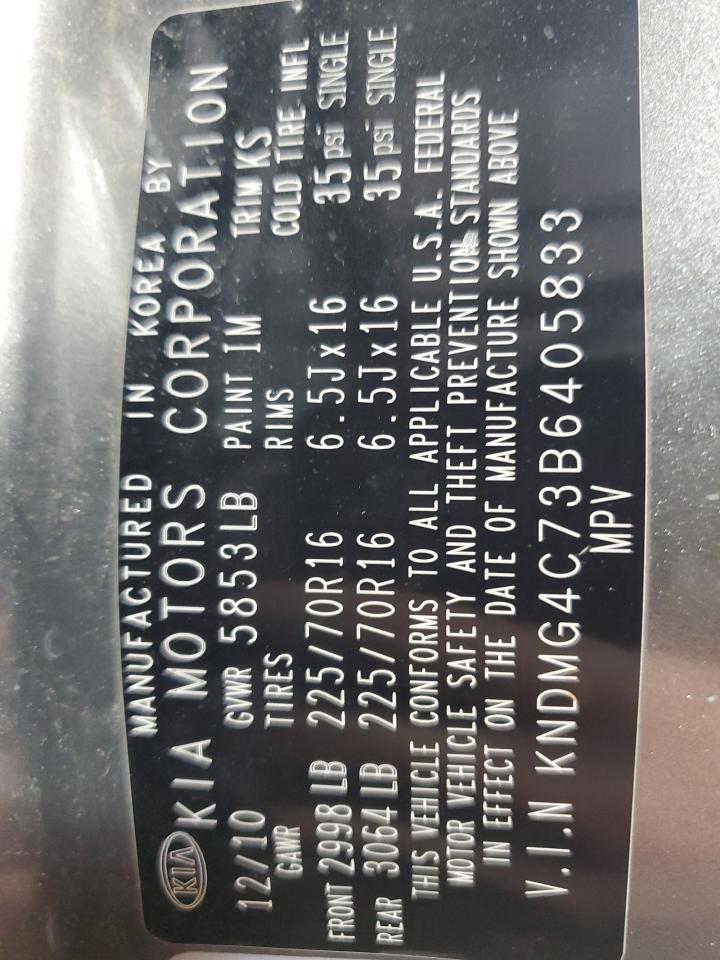 MANUFACTURED IN KOREA BY
KIA KIA MOTORS CORPORATION
12/10 GVWR 5853LB PAINT IM TRIM KS
GAWR TIRES RIMS COLD TIRE INFL
FRONT 2998 LB 225/70R16 6.5Jx16 35psi SINGLE
REAR 3064 LB 225/70R16 6.5Jx16 35psi SINGLE
THIS VEHICLE CONFORMS TO ALL APPLICABLE U.S.A. FEDERAL
MOTOR VEHICLE SAFETY AND THEFT PREVENTION STANDARDS
IN EFFECT ON THE DATE OF MANUFACTURE SHOWN ABOVE
V.I.N KNDMG4C73B6405833
MPV